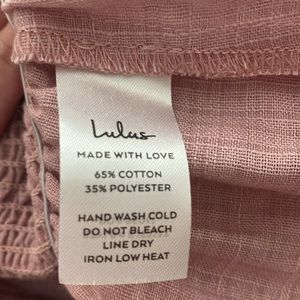 Lulus
MADE WITH LOVE
65% COTTON
35% POLYESTER
HAND WASH COLD
DO NOT BLEACH
LINE DRY
IRON LOW HEAT